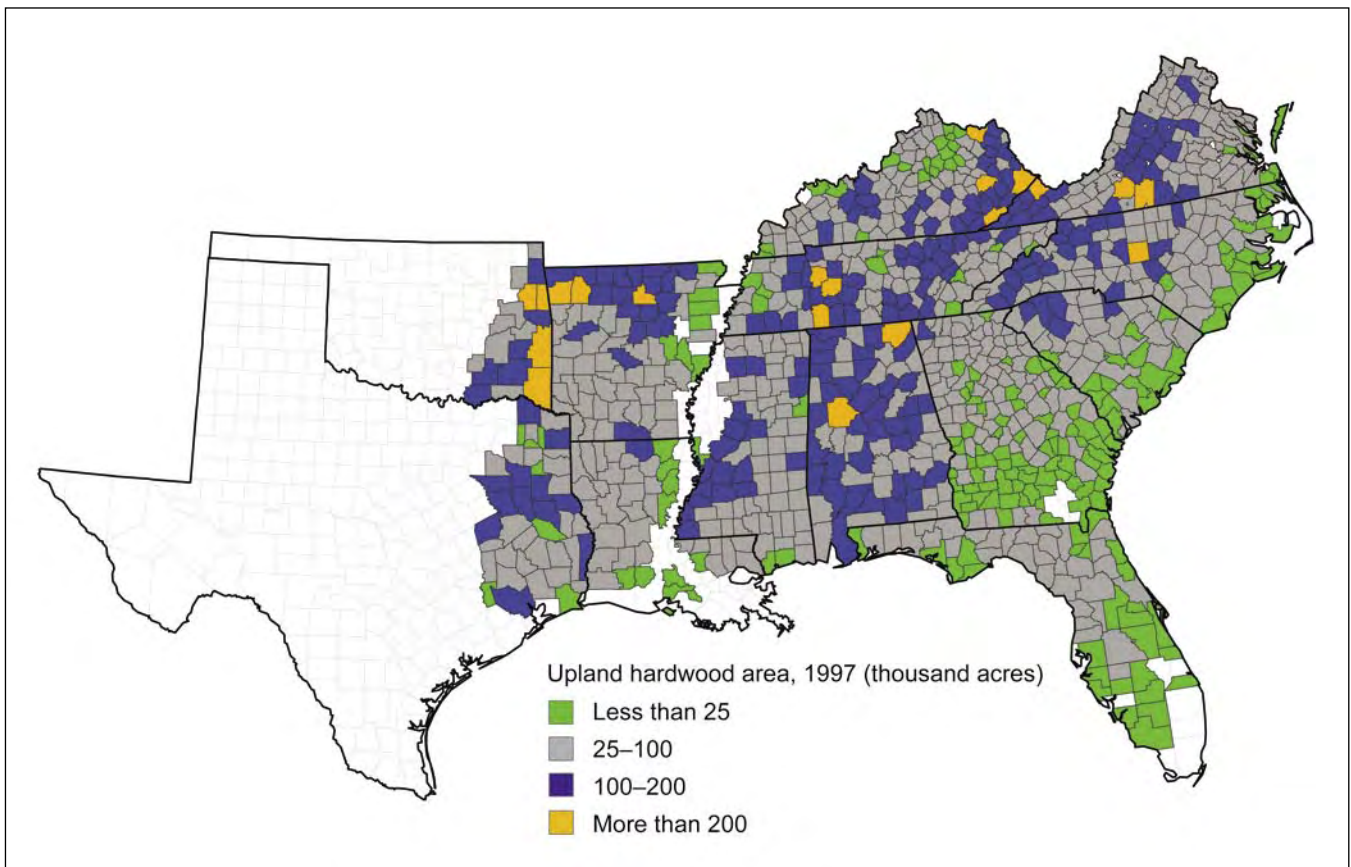 Upland hardwood area, 1997 (thousand acres)
Less than 25
25–100
100–200
More than 200